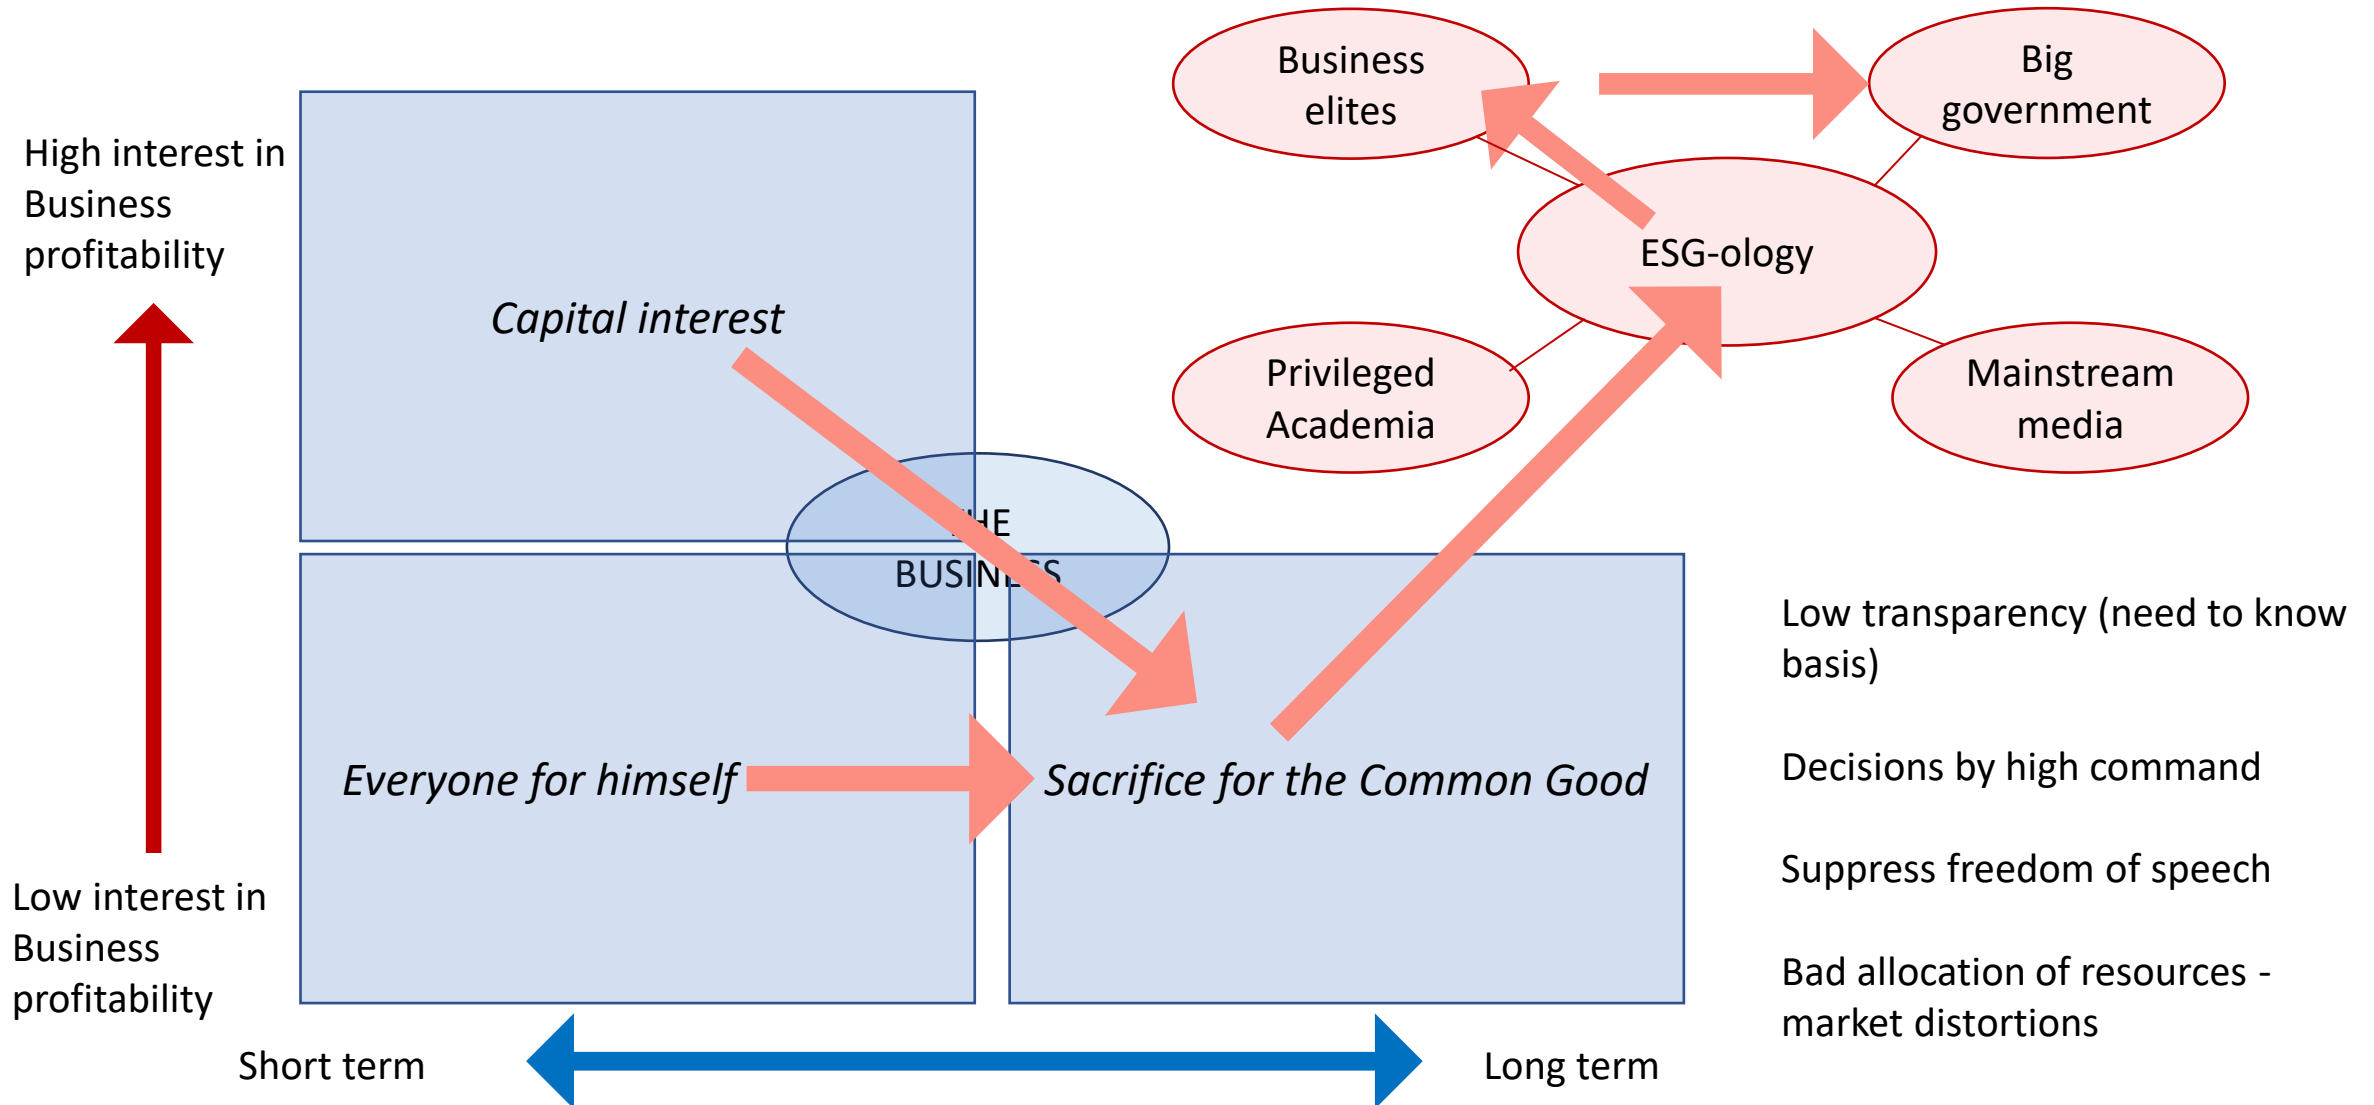 Business
elites
Big
government
High interest in
Business
profitability
ESG-ology
Capital interest
Privileged
Academia
Mainstream
media
THE
BUSINESS
Low transparency (need to know
basis)
Everyone for himself
Sacrifice for the Common Good
Decisions by high command
Suppress freedom of speech
Low interest in
Business
profitability
Bad allocation of resources -
market distortions
Short term
Long term